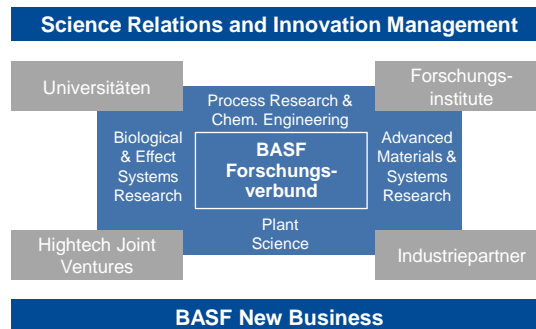 Science Relations and Innovation Management
Universitäten
Forschungs-
institute
Process Research &
Chem. Engineering
Biological
& Effect
Systems
Research
BASF
Forschungs-
verbund
Advanced
Materials &
Systems
Research
Plant
Science
Hightech Joint
Ventures
Industriepartner
BASF New Business